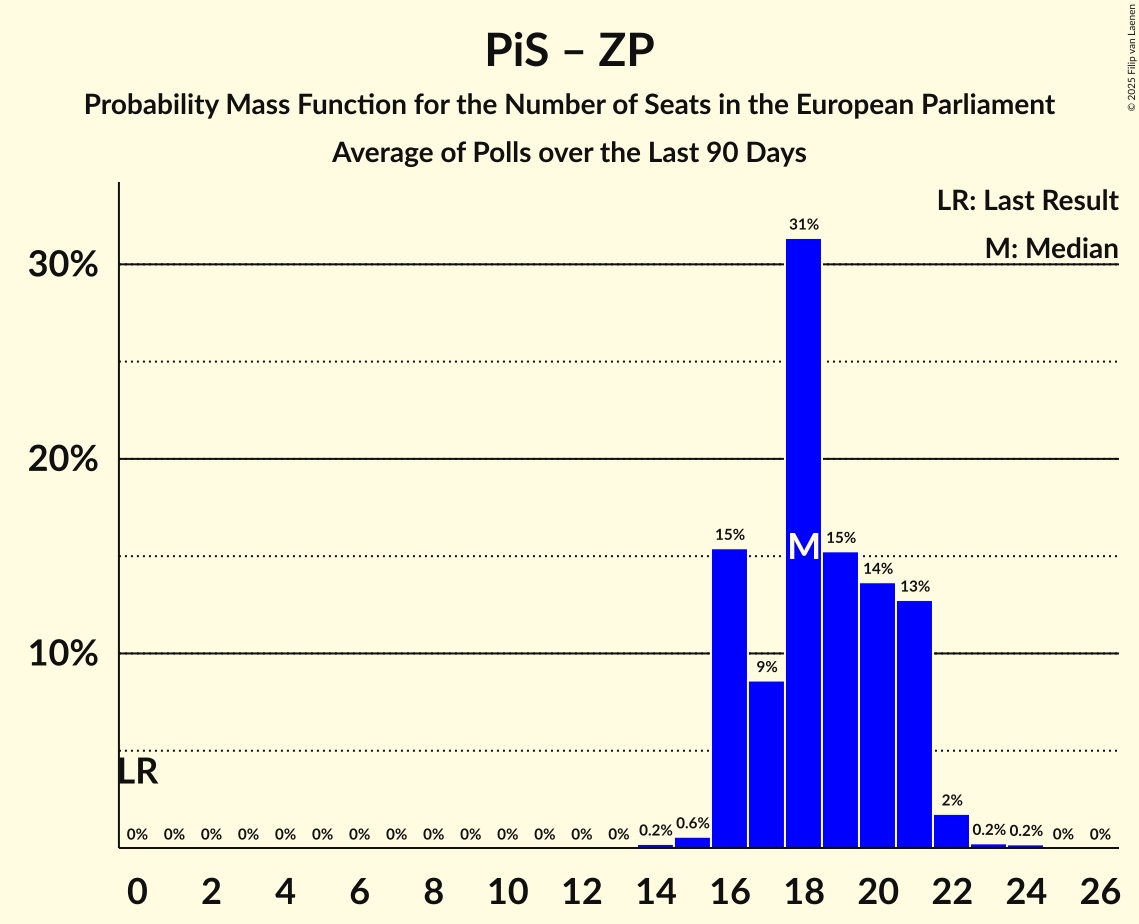 PiS – ZP
Probability Mass Function for the Number of Seats in the European Parliament
Average of Polls over the Last 90 Days
© 2025 Filip van Laenen
LR: Last Result
M: Median
30%
20%
10%
31%
15%
M
15%
14%
13%
9%
LR
2%
0% 0% 0% 0% 0% 0% 0% 0% 0% 0% 0% 0% 0% 0% 0.2% 0.6% 0.2% 0.2% 0% 0%
0 2 4 6 8 10 12 14 16 18 20 22 24 26